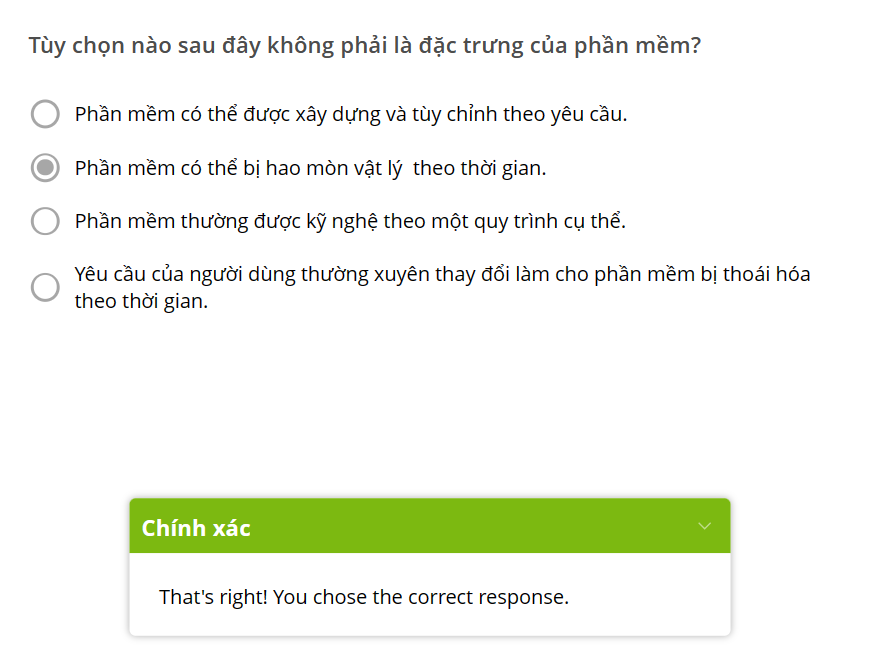 Tùy chọn nào sau đây không phải là đặc trưng của phần mềm?
Phần mềm có thể được xây dựng và tùy chỉnh theo yêu cầu.
Phần mềm có thể bị hao mòn vật lý  theo thời gian.
Phần mềm thường được kỹ nghệ theo một quy trình cụ thể.
Yêu cầu của người dùng thường xuyên thay đổi làm cho phần mềm bị thoái hóa
theo thời gian.
Chính xác
That's right! You chose the correct response.